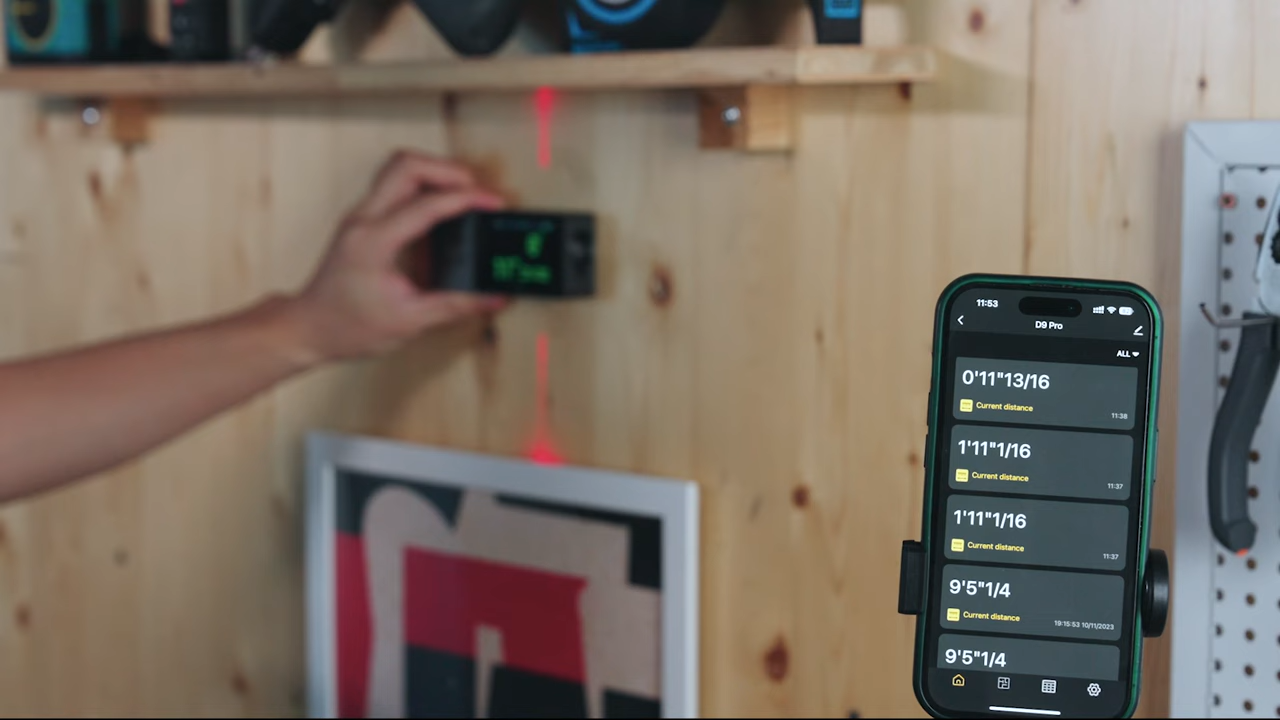 11:53
D9 Pro
ALL
0'11"13/16
Current distance
11:38
1'11"1/16
Current distance
11:37
1'11"1/16
Current distance
11:37
9'5"1/4
Current distance
19:15:53 10/11/2023
9'5"1/4